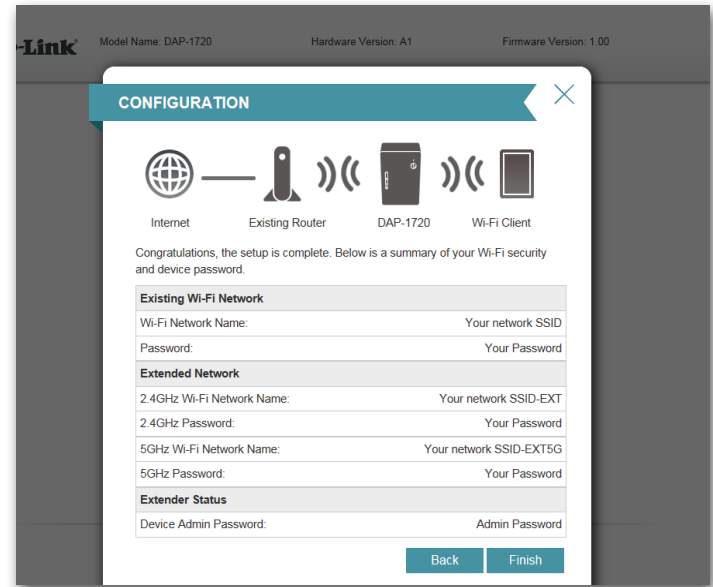 -Link
Model Name: DAP-1720 Hardware Version: A1 Firmware Version: 1.00
CONFIGURATION
Internet Existing Router DAP-1720 Wi-Fi Client
Congratulations, the setup is complete. Below is a summary of your Wi-Fi security
and device password.
Existing Wi-Fi Network
Wi-Fi Network Name: Your network SSID
Password: Your Password
Extended Network
2.4GHz Wi-Fi Network Name: Your network SSID-EXT
2.4GHz Password: Your Password
5GHz Wi-Fi Network Name: Your network SSID-EXT5G
5GHz Password: Your Password
Extender Status
Device Admin Password: Admin Password
Back Finish